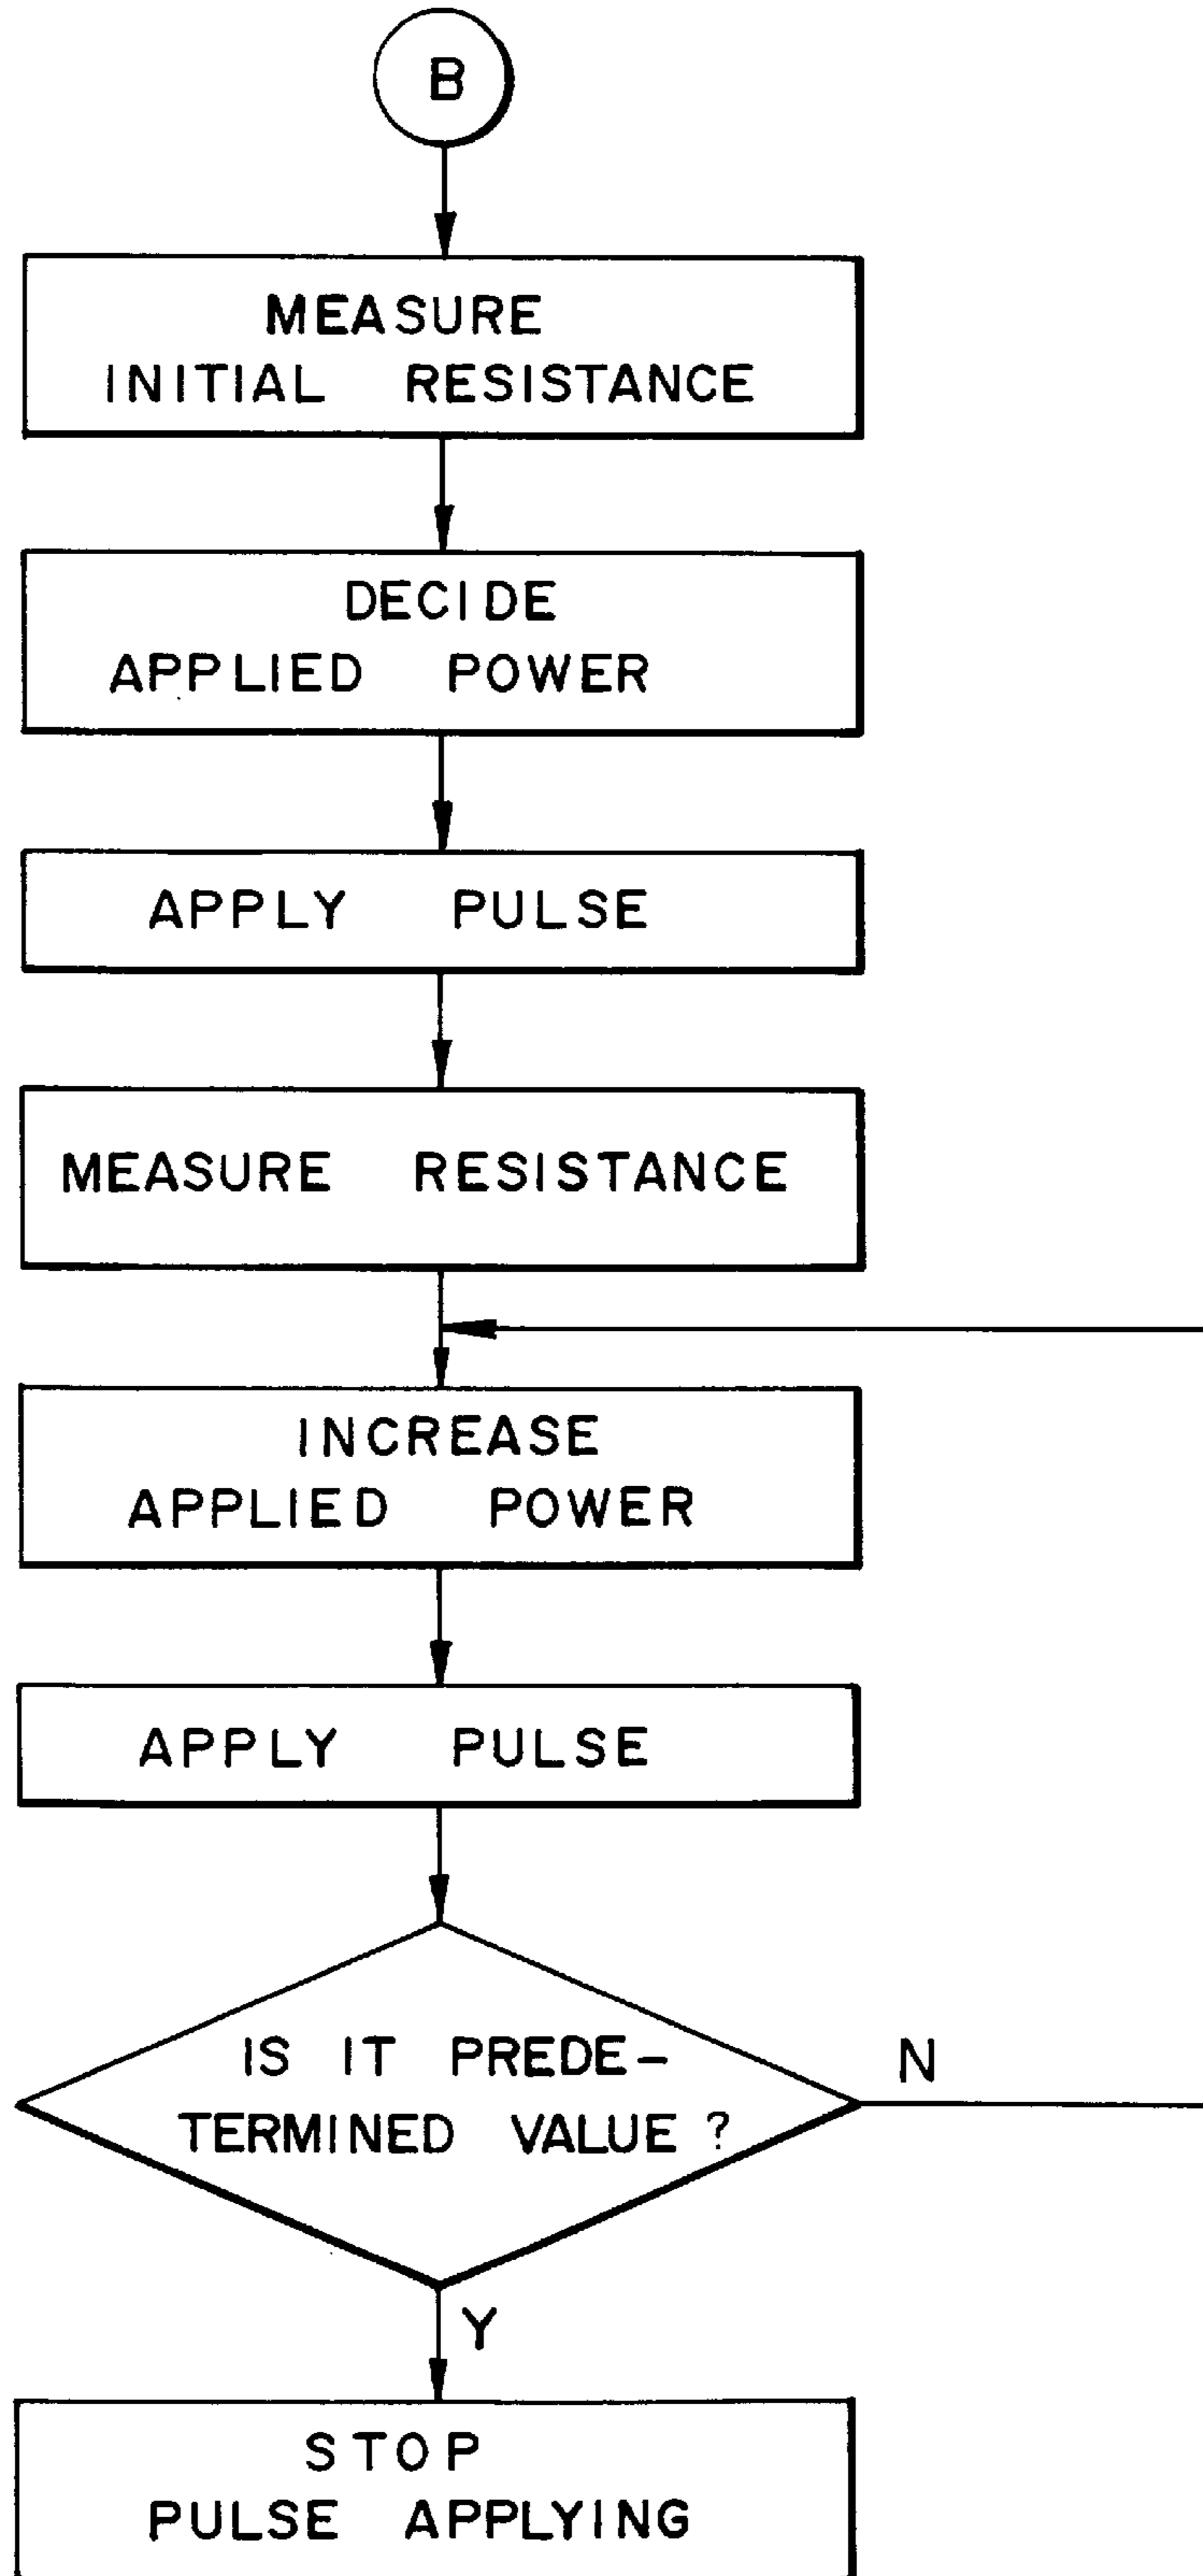 B
MEASURE
INITIAL RESISTANCE
DECIDE
APPLIED POWER
APPLY PULSE
MEASURE RESISTANCE
INCREASE
APPLIED POWER
APPLY PULSE
IS IT PREDE-
TERMINED VALUE ?
N
Y
STOP
PULSE APPLYING